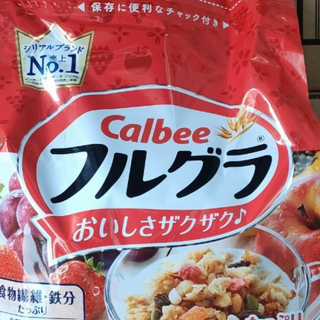 保存に便利なチャック付き
シリアルブランド
売上
No.1
Calbee
フルグラ
おいしさザクザク♪
食物繊維・鉄分
たっぷり